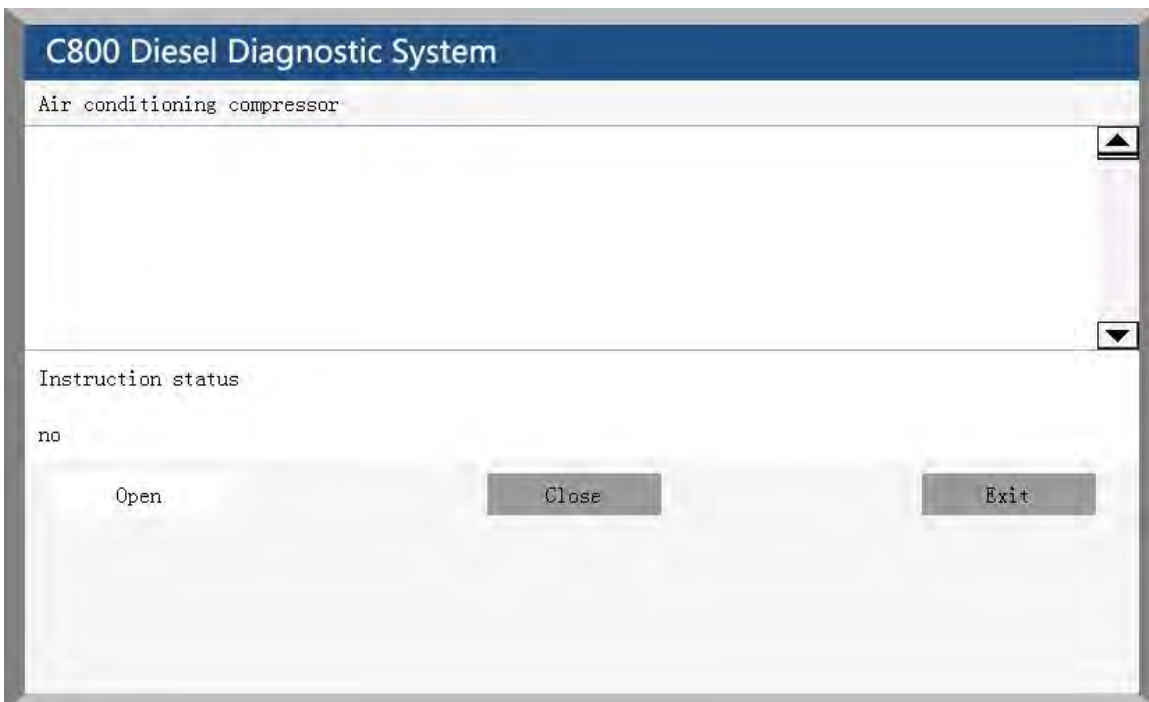 C800 Diesel Diagnostic System
Air conditioning compressor
Instruction status
no
Open Close Exit